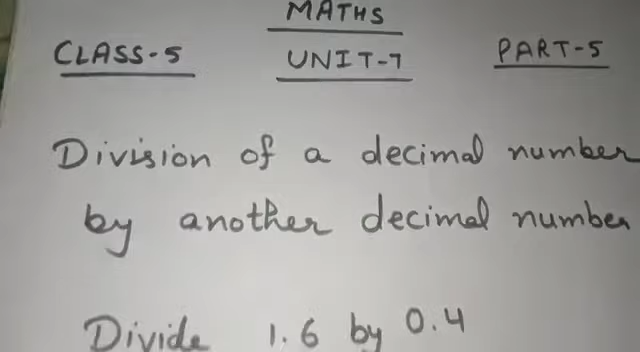 MATHS
CLASS-5 UNIT-7 PART-5
Division of a decimal number
by another decimal number
Divide 1.6 by 0.4